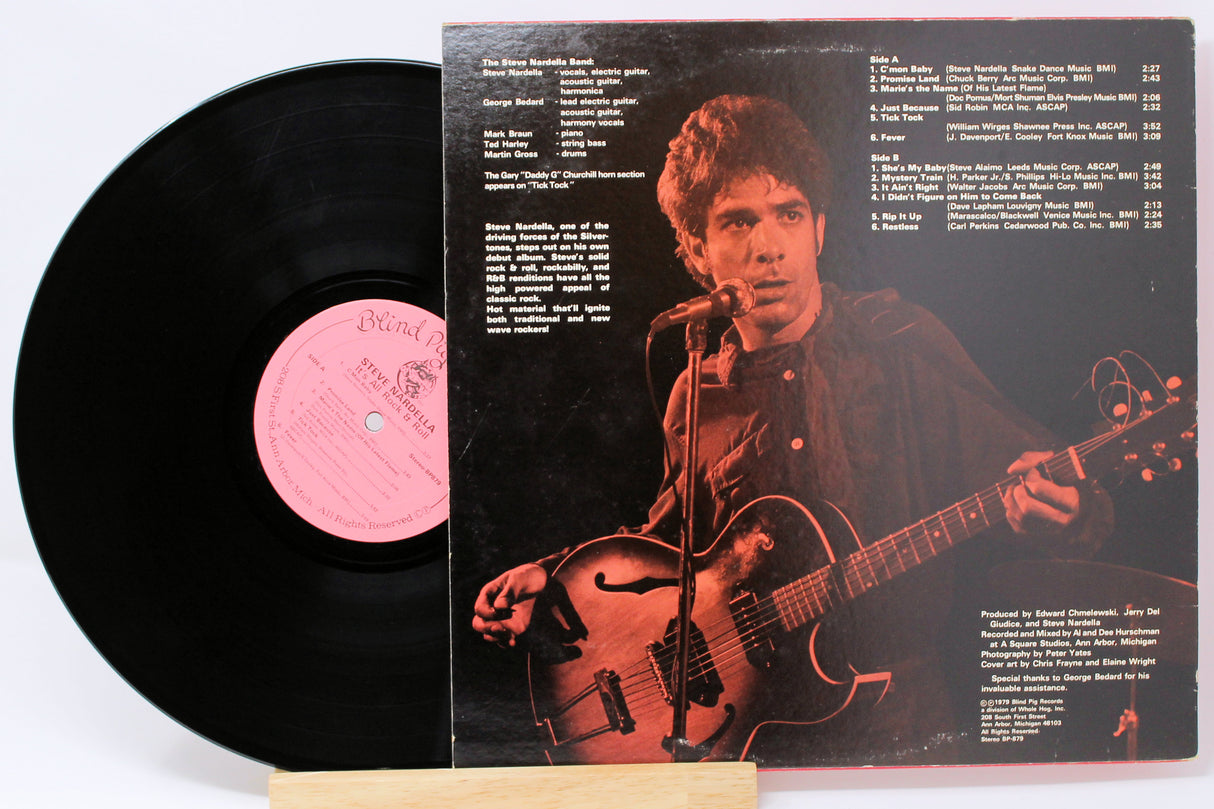 Blind Pig
SIDE A
STEVE NARDELLA
It's All Rock & Roll
Stereo BP879
208 S First St. Ann Arbor, Mich All Rights Reserved ©℗
The Steve Nardella Band:
Steve Nardella - vocals, electric guitar,
acoustic guitar,
harmonica
George Bedard - lead electric guitar,
acoustic guitar,
harmony vocals
Mark Braun - piano
Ted Harley - string bass
Martin Gross - drums
The Gary "Daddy G" Churchill horn section
appears on "Tick Tock"
Steve Nardella, one of the
driving forces of the Silver-
tones, steps out on his own
debut album. Steve's solid
rock & roll, rockabilly, and
R&B renditions have all the
high powered appeal of
classic rock.
Hot material that'll ignite
both traditional and new
wave rockers!
Side A
1. C'mon Baby (Steve Nardella Snake Dance Music BMI) 2:27
2. Promise Land (Chuck Berry Arc Music Corp. BMI) 2:43
3. Marie's the Name (Of His Latest Flame)
(Doc Pomus/Mort Shuman Elvis Presley Music BMI) 2:06
4. Just Because (Sid Robin MCA Inc. ASCAP) 2:32
5. Tick Tock
(William Wirges Shawnee Press Inc. ASCAP) 3:52
6. Fever (J. Davenport/E. Cooley Fort Knox Music BMI) 3:09
Side B
1. She's My Baby (Steve Alaimo Leeds Music Corp. ASCAP) 2:49
2. Mystery Train (H. Parker Jr./S. Phillips Hi-Lo Music Inc. BMI) 3:42
3. It Ain't Right (Walter Jacobs Arc Music Corp. BMI) 3:04
4. I Didn't Figure on Him to Come Back
(Dave Lapham Louvigny Music BMI) 2:13
5. Rip It Up (Marascalco/Blackwell Venice Music Inc. BMI) 2:24
6. Restless (Carl Perkins Cedarwood Pub. Co. Inc. BMI) 2:35
Produced by Edward Chmelewski, Jerry Del
Giudice, and Steve Nardella
Recorded and Mixed by Al and Dee Hurschman
at A Square Studios, Ann Arbor, Michigan
Photography by Peter Yates
Cover art by Chris Frayne and Elaine Wright
Special thanks to George Bedard for his
invaluable assistance.
©℗1979 Blind Pig Records
a division of Whole Hog, Inc.
208 South First Street
Ann Arbor, Michigan 48103
All Rights Reserved
Stereo BP-879